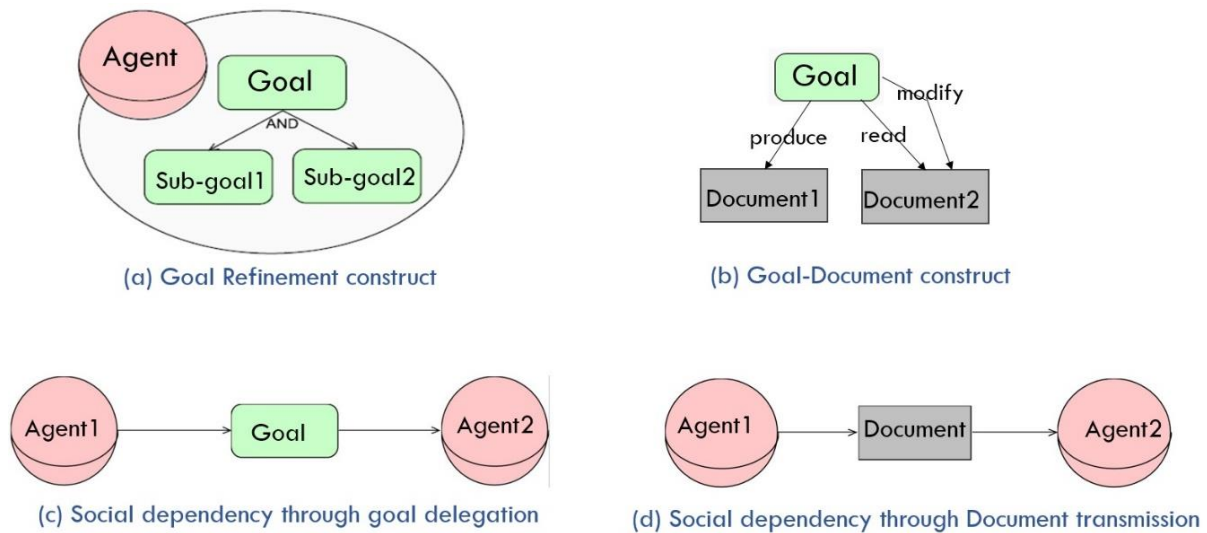 Agent
Goal
AND
Sub-goal1
Sub-goal2
(a) Goal Refinement construct
Goal
modify
produce
read
Document1
Document2
(b) Goal-Document construct
Agent1
Goal
Agent2
(c) Social dependency through goal delegation
Agent1
Document
Agent2
(d) Social dependency through Document transmission